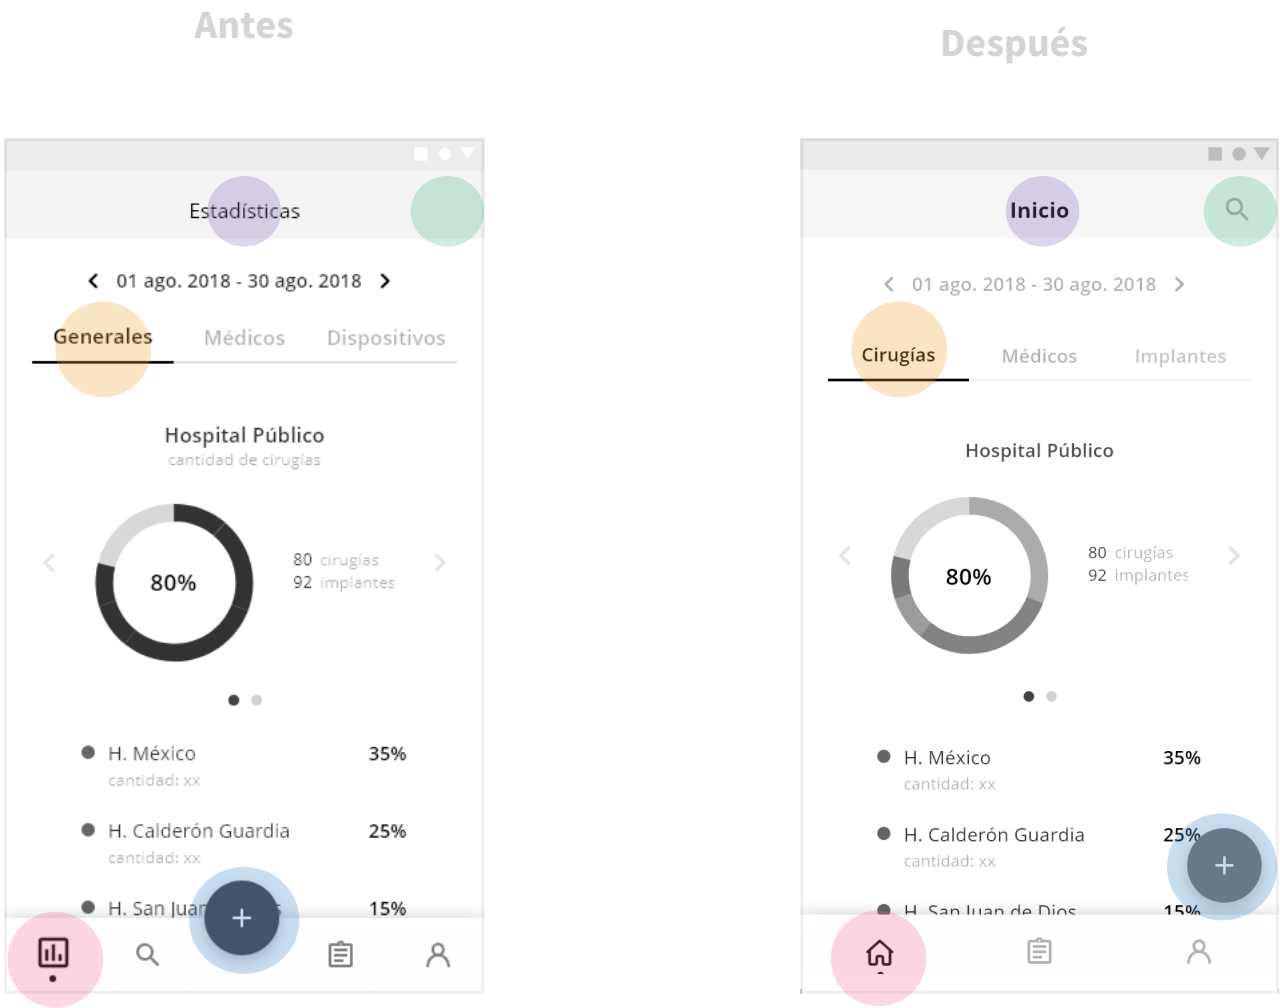 Antes
Estadísticas
01 ago. 2018 - 30 ago. 2018
Generales Médicos Dispositivos
Hospital Público
cantidad de cirugías
80%
80 cirugías
92 implantes
H. México 35%
cantidad: xx
H. Calderón Guardia 25%
cantidad: xx
H. San Juan 15%
Después
Inicio
01 ago. 2018 - 30 ago. 2018
Cirugías Médicos Implantes
Hospital Público
80%
80 cirugías
92 implantes
H. México 35%
cantidad: xx
H. Calderón Guardia 25%
cantidad: xx
H. San Juan de Dios 15%